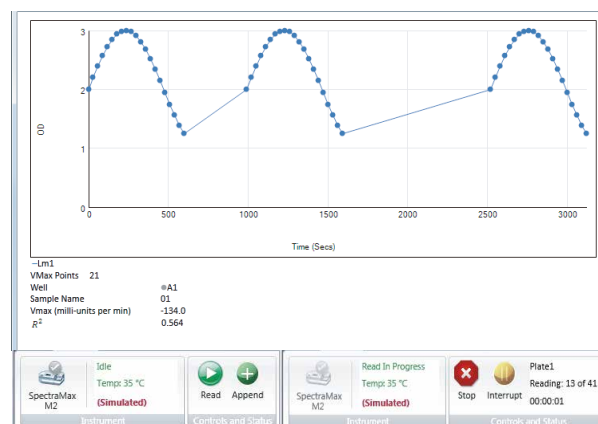 3
2
1
0
OD
0 500 1000 1500 2000 2500 3000
Time (Secs)
–Lm1
VMax Points 21
Well A1
Sample Name 01
Vmax (milli-units per min) -134.0
R² 0.564
Idle
Temp: 35 °C
(Simulated)
SpectraMax
M2
Instrument
Read Append
Controls and Status
Read In Progress
Temp: 35 °C
(Simulated)
SpectraMax
M2
Instrument
Stop Interrupt
Plate1
Reading: 13 of 41
00:00:01
Controls and Status